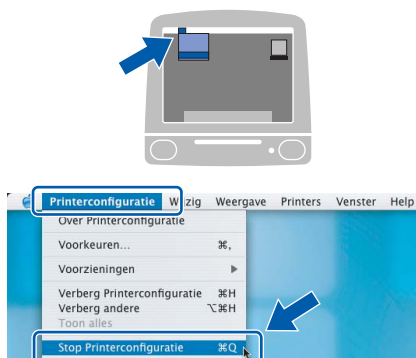 Printerconfiguratie Wijzig Weergave Printers Venster Help
Over Printerconfiguratie
Voorkeuren... ⌘,
Voorzieningen ▶
Verberg Printerconfiguratie ⌘H
Verberg andere ⌥⌘H
Toon alles
Stop Printerconfiguratie ⌘Q